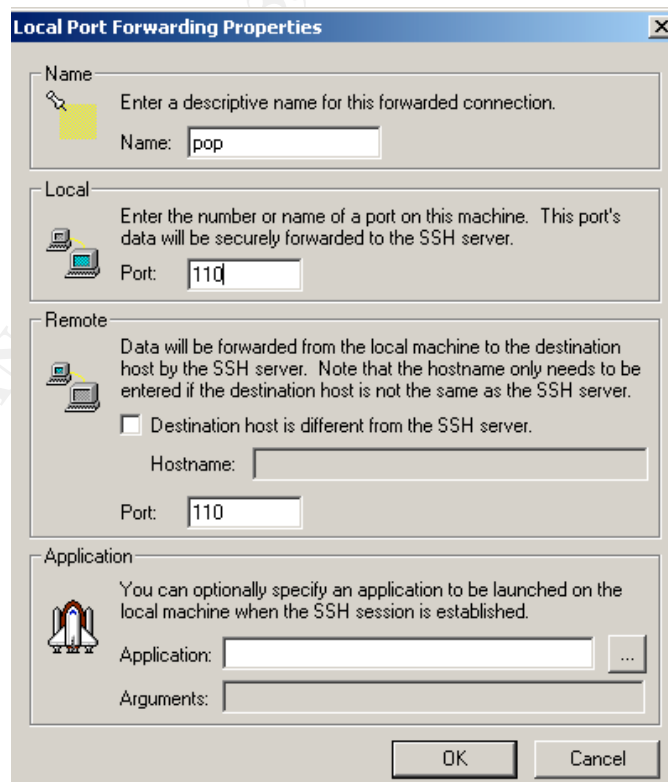 Local Port Forwarding Properties
Name
Enter a descriptive name for this forwarded connection.
Name: pop
Local
Enter the number or name of a port on this machine. This port's
data will be securely forwarded to the SSH server.
Port: 110
Remote
Data will be forwarded from the local machine to the destination
host by the SSH server. Note that the hostname only needs to be
entered if the destination host is not the same as the SSH server.
Destination host is different from the SSH server.
Hostname:
Port: 110
Application
You can optionally specify an application to be launched on the
local machine when the SSH session is established.
Application: ...
Arguments:
OK Cancel